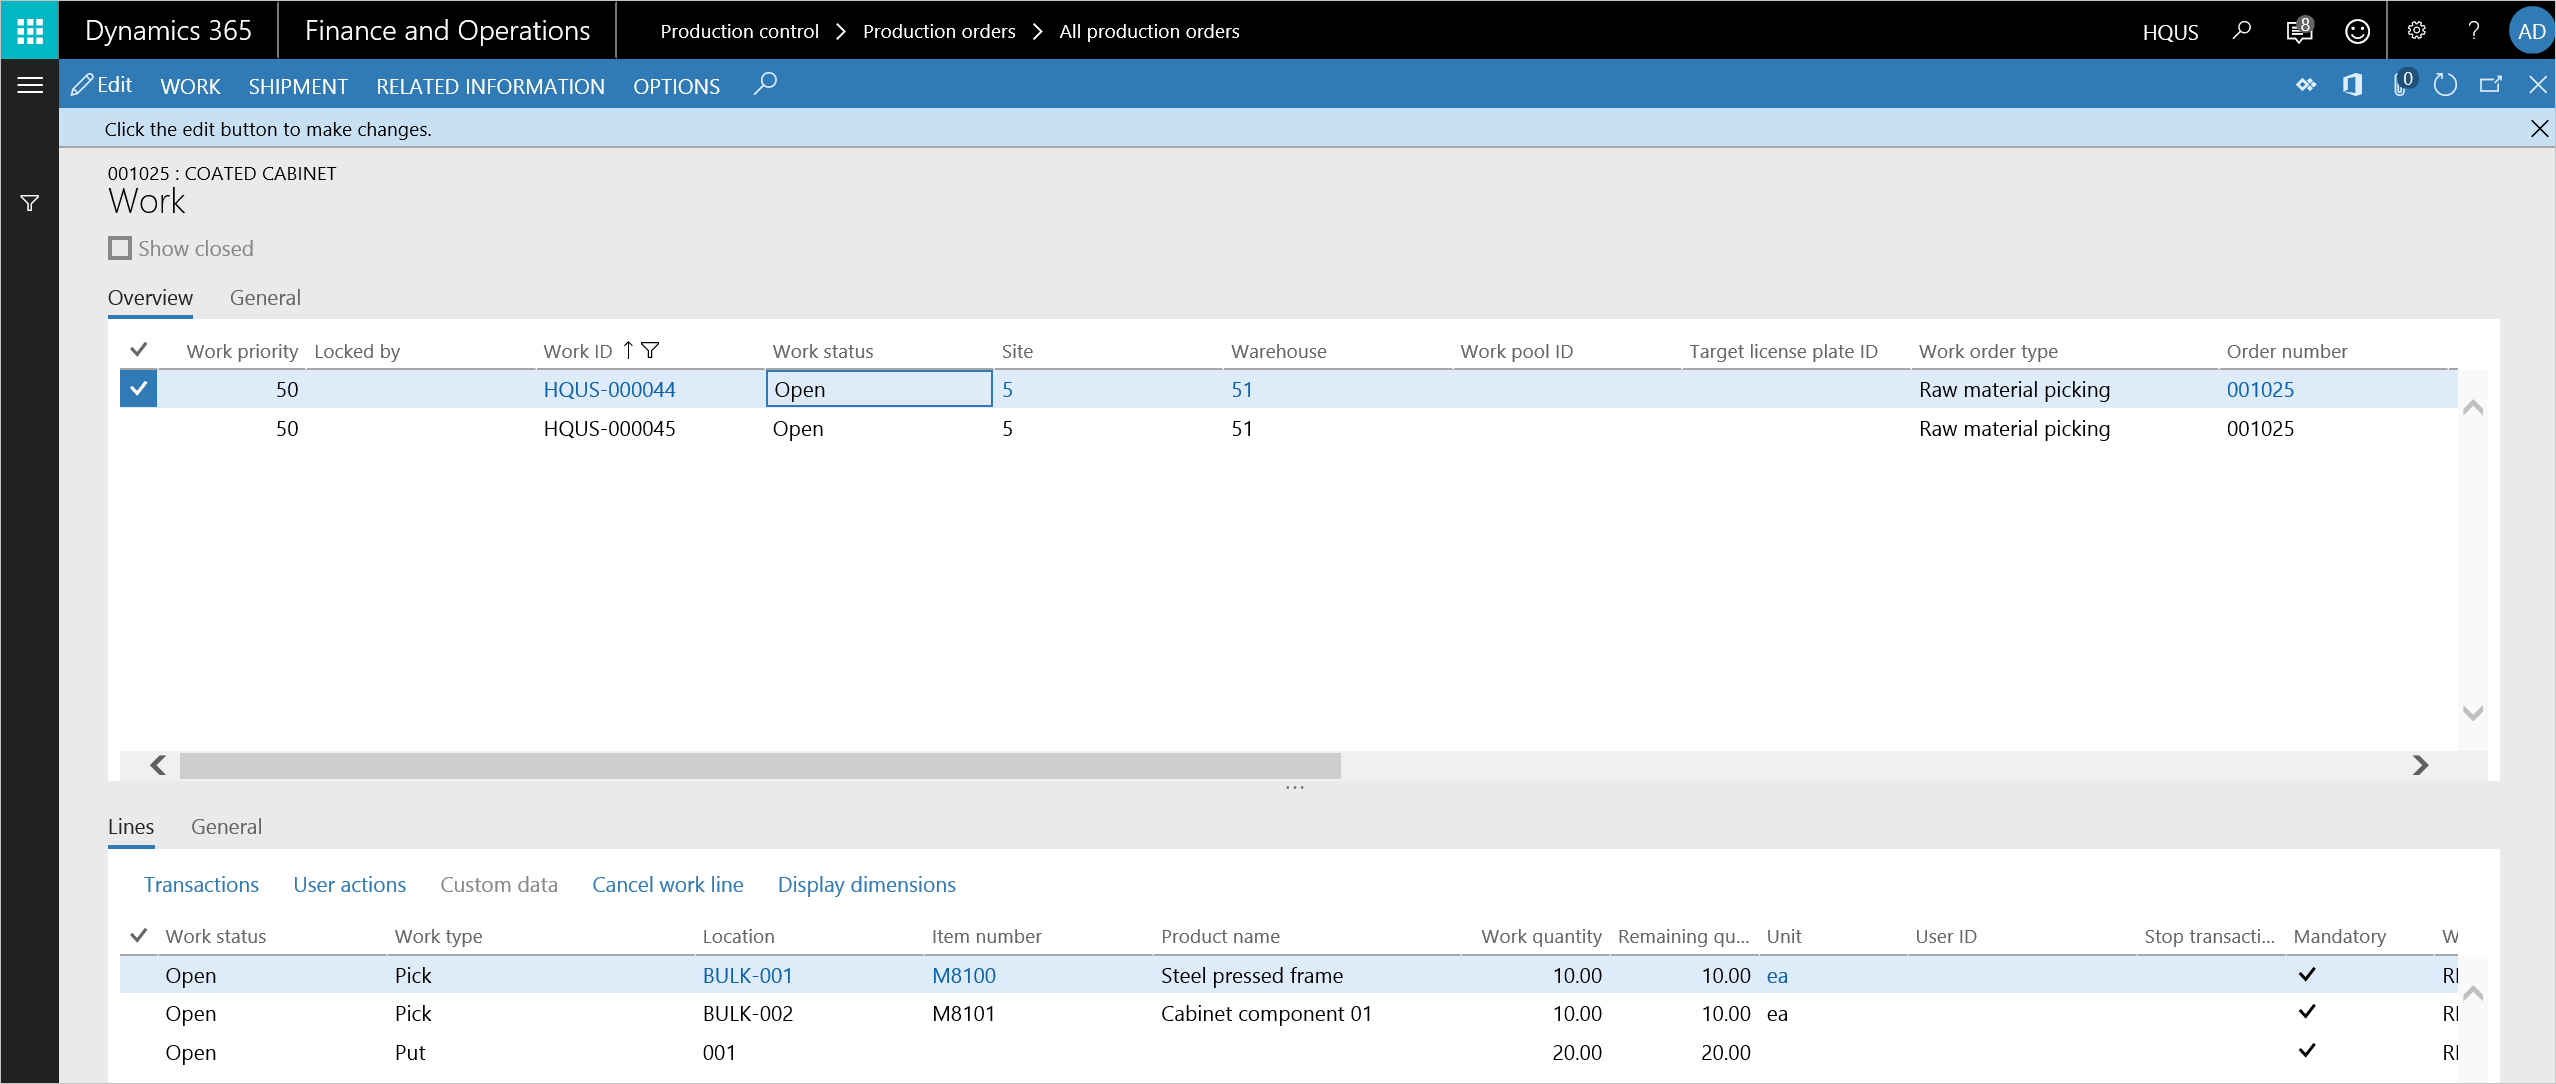 Dynamics 365 Finance and Operations Production control Production orders All production orders HQUS 8 ? AD
Edit WORK SHIPMENT RELATED INFORMATION OPTIONS 0
Click the edit button to make changes.
001025 : COATED CABINET
Work
Show closed
Overview General
Work priority Locked by Work ID Work status Site Warehouse Work pool ID Target license plate ID Work order type Order number
50 HQUS-000044 Open 5 51 Raw material picking 001025
50 HQUS-000045 Open 5 51 Raw material picking 001025
...
Lines General
Transactions User actions Custom data Cancel work line Display dimensions
Work status Work type Location Item number Product name Work quantity Remaining qu... Unit User ID Stop transacti... Mandatory W
Open Pick BULK-001 M8100 Steel pressed frame 10.00 10.00 ea
Open Pick BULK-002 M8101 Cabinet component 01 10.00 10.00 ea
Open Put 001 20.00 20.00